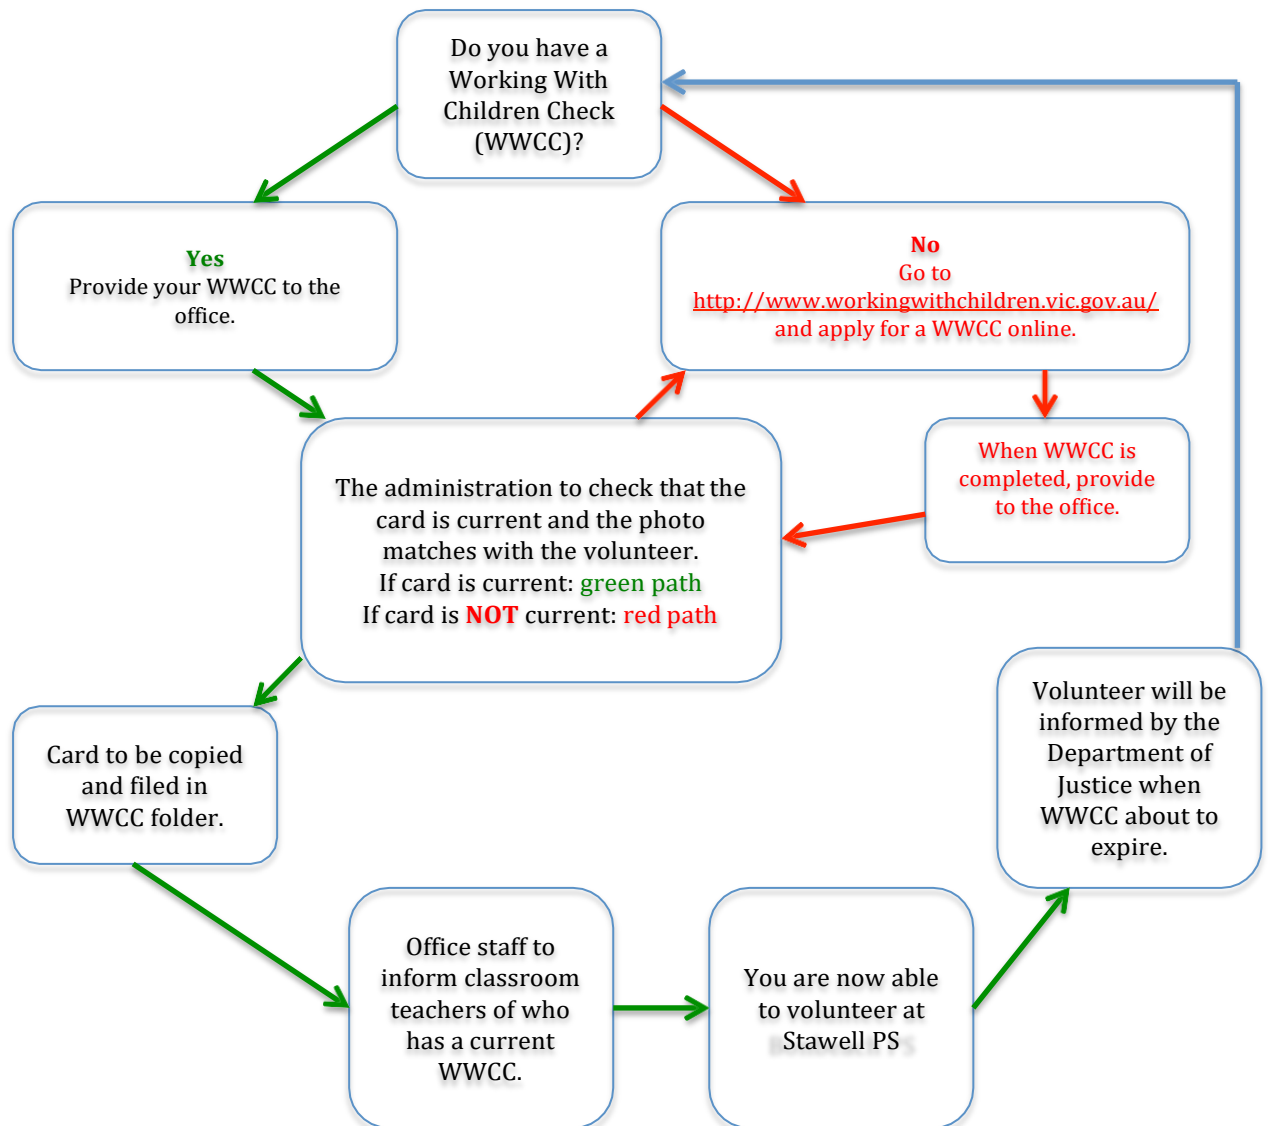 Do you have a
Working With
Children Check
(WWCC)?
Yes
Provide your WWCC to the
office.
No
Go to
http://www.workingwithchildren.vic.gov.au/
and apply for a WWCC online.
The administration to check that the
card is current and the photo
matches with the volunteer.
If card is current: green path
If card is NOT current: red path
When WWCC is
completed, provide
to the office.
Card to be copied
and filed in
WWCC folder.
Office staff to
inform classroom
teachers of who
has a current
WWCC.
You are now able
to volunteer at
Stawell PS
Volunteer will be
informed by the
Department of
Justice when
WWCC about to
expire.